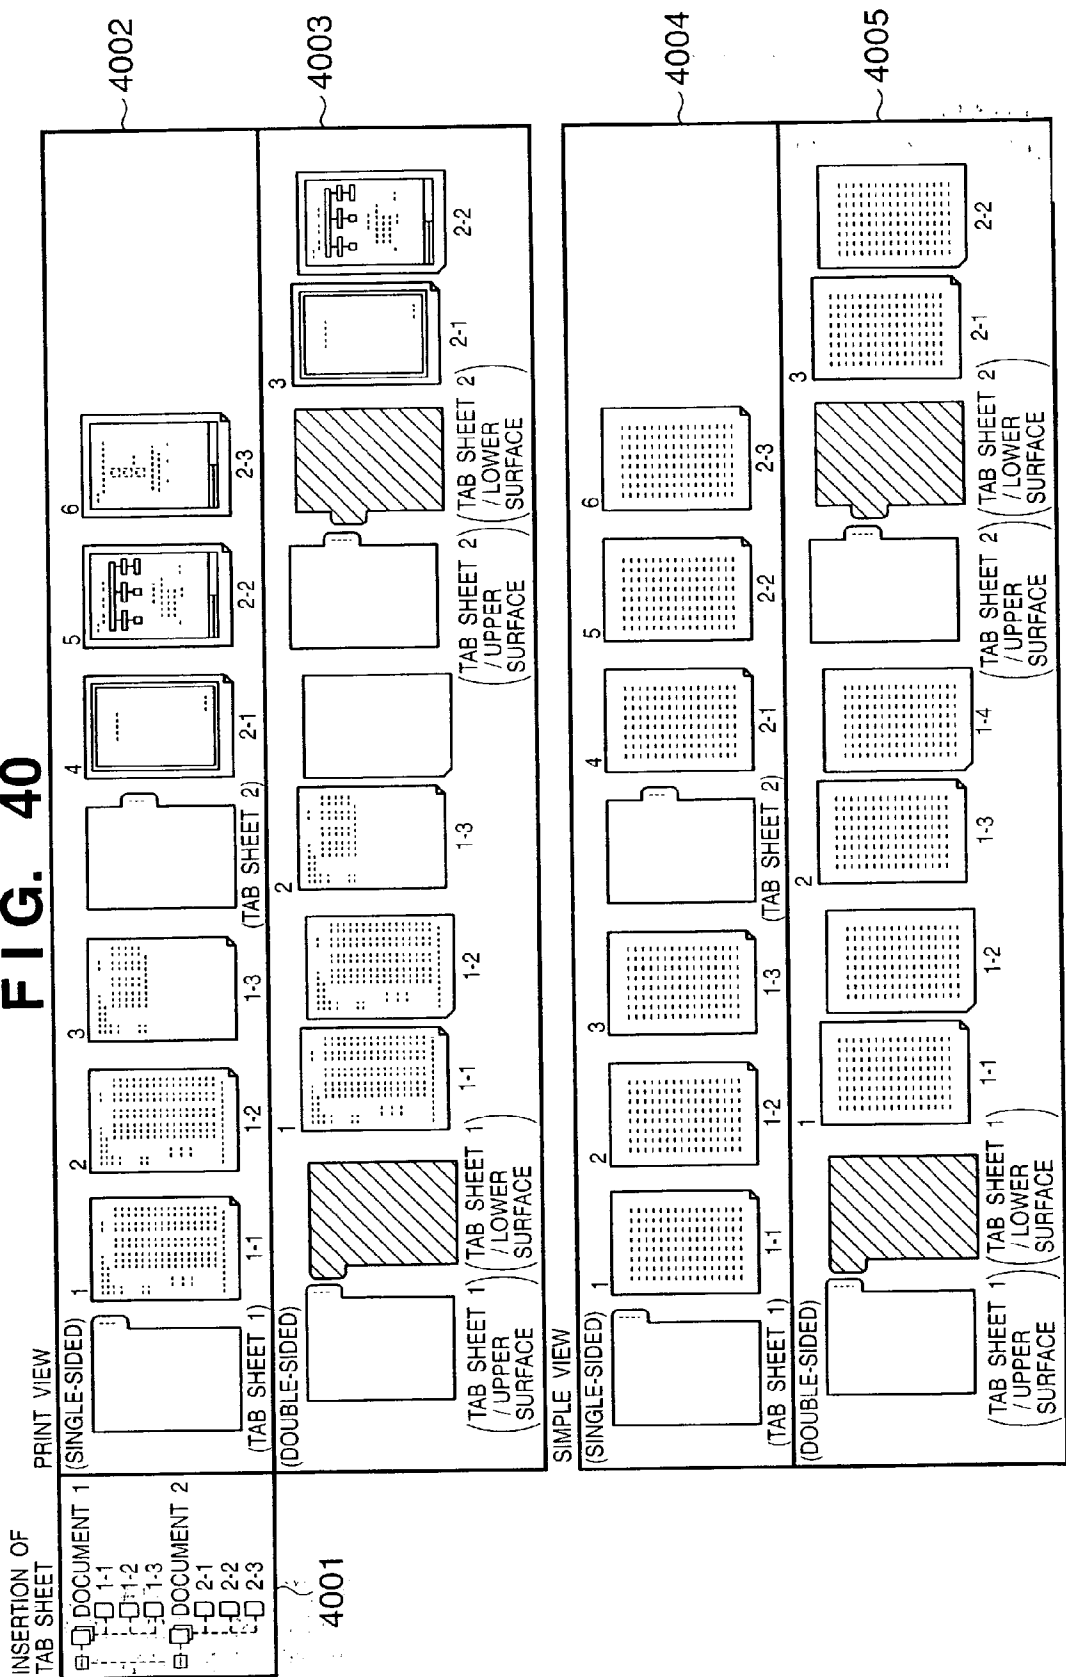 FIG. 40
INSERTION OF
TAB SHEET
DOCUMENT 1
1-1
1-2
1-3
DOCUMENT 2
2-1
2-2
2-3
4001
PRINT VIEW
(SINGLE-SIDED)
4002
1 2 3 4 5 6
(TAB SHEET 1) 1-1 1-2 1-3 (TAB SHEET 2) 2-1 2-2 2-3
(DOUBLE-SIDED)
4003
1 2 3
(TAB SHEET 1 / UPPER SURFACE) (TAB SHEET 1 / LOWER SURFACE) 1-1 1-2 1-3 (TAB SHEET 2 / UPPER SURFACE) (TAB SHEET 2 / LOWER SURFACE) 2-1 2-2
SIMPLE VIEW
(SINGLE-SIDED)
4004
1 2 3 4 5 6
(TAB SHEET 1) 1-1 1-2 1-3 (TAB SHEET 2) 2-1 2-2 2-3
(DOUBLE-SIDED)
4005
1 2 3
(TAB SHEET 1 / UPPER SURFACE) (TAB SHEET 1 / LOWER SURFACE) 1-1 1-2 1-3 1-4 (TAB SHEET 2 / UPPER SURFACE) (TAB SHEET 2 / LOWER SURFACE) 2-1 2-2